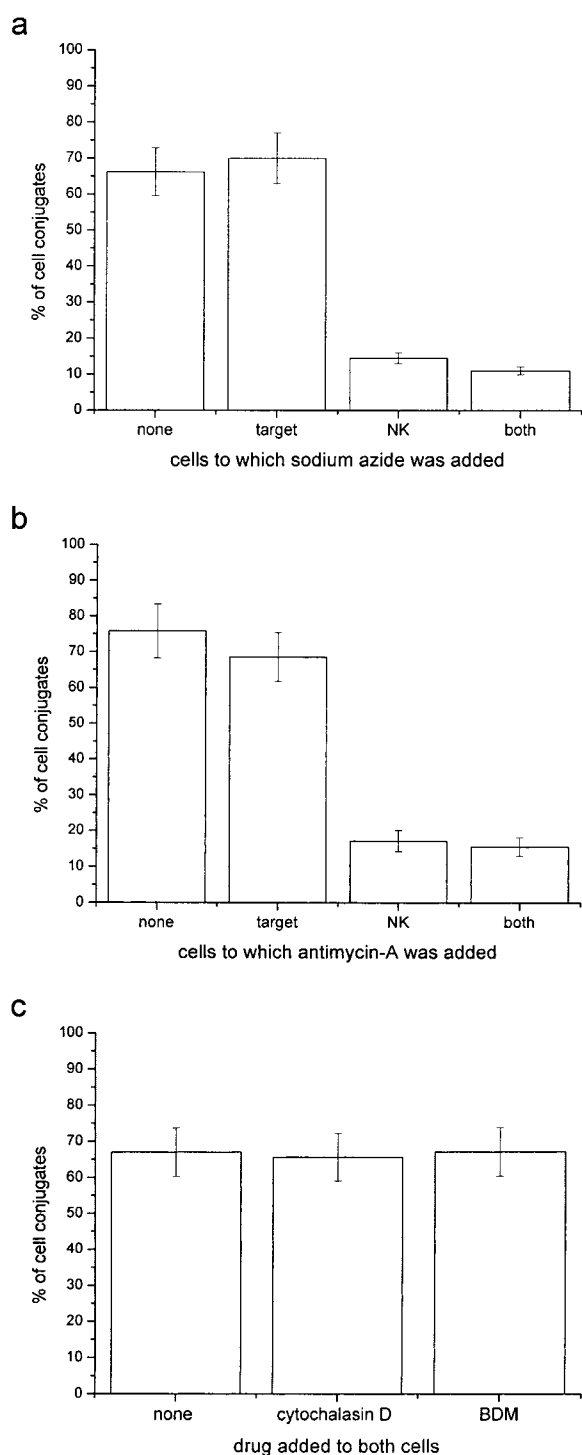 a
100
90
80
70
60
50
40
30
20
10
0
% of cell conjugates
none target NK both
cells to which sodium azide was added
b
100
90
80
70
60
50
40
30
20
10
0
% of cell conjugates
none target NK both
cells to which antimycin-A was added
c
100
90
80
70
60
50
40
30
20
10
0
% of cell conjugates
none cytochalasin D BDM
drug added to both cells